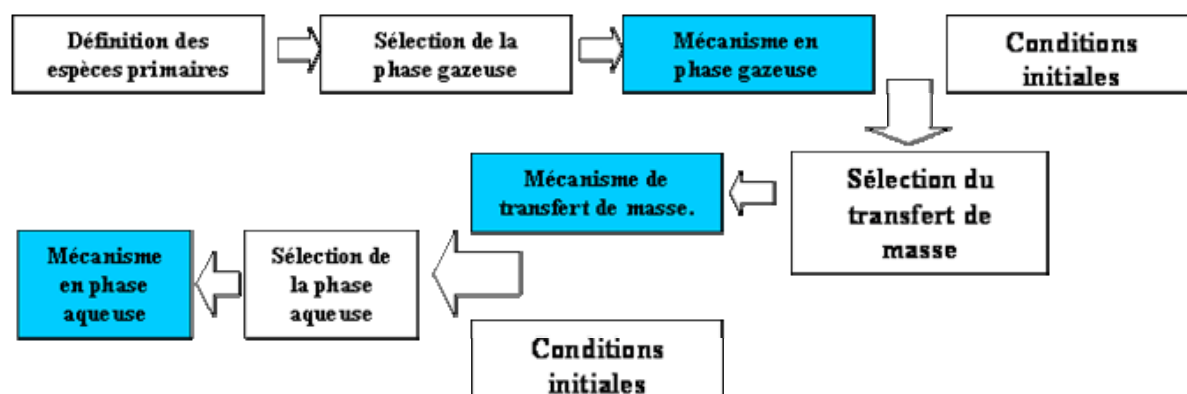 Définition des
espèces primaires
Sélection de la
phase gazeuse
Mécanisme en
phase gazeuse
Conditions
initiales
Sélection du
transfert de
masse
Mécanisme de
transfert de masse.
Sélection de
la phase
aqueuse
Mécanisme
en phase
aqueuse
Conditions
initiales